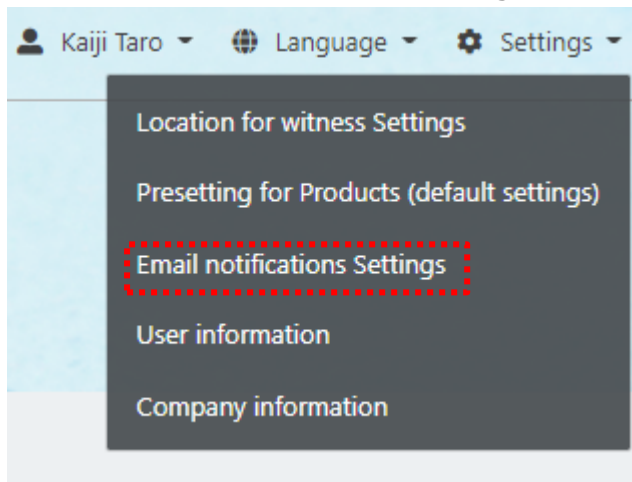 Kaiji Taro Language Settings
Location for witness Settings
Presetting for Products (default settings)
Email notifications Settings
User information
Company information